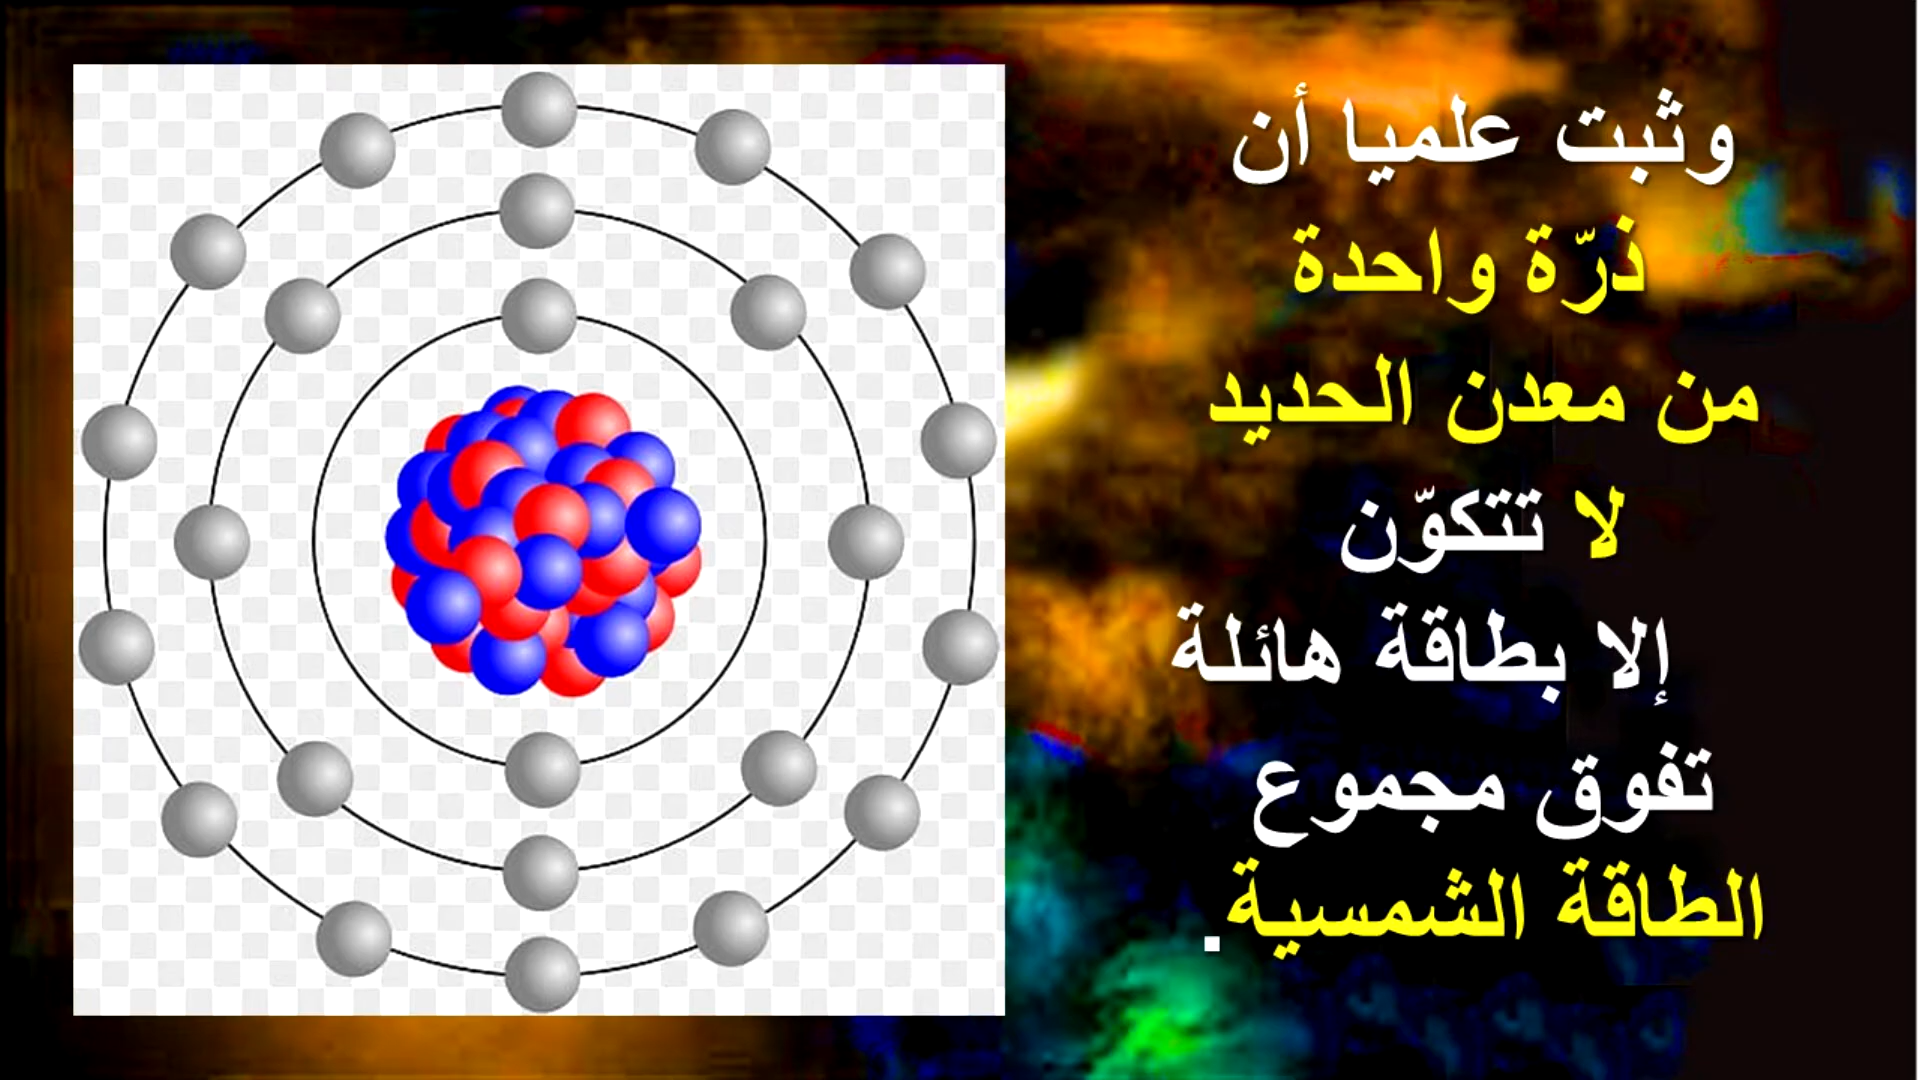 وثبت علميا أن
ذرّة واحدة
من معدن الحديد
لا تتكوّن
إلا بطاقة هائلة
تفوق مجموع
الطاقة الشمسية.